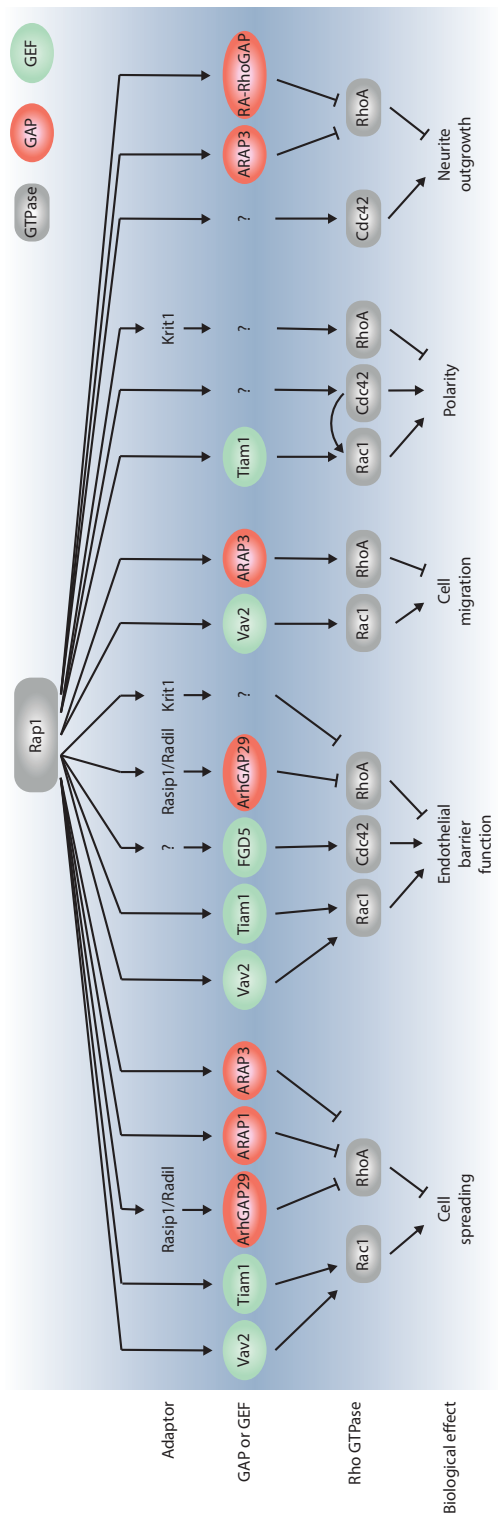 Rap1
GTPase
GAP
GEF
Adaptor
Rasip1/Radil
?
Rasip1/Radil
Krit1
Krit1
GAP or GEF
Vav2
Tiam1
ArhGAP29
ARAP1
ARAP3
Vav2
Tiam1
FGD5
ArhGAP29
?
Vav2
ARAP3
Tiam1
?
?
?
ARAP3
RA-RhoGAP
Rho GTPase
Rac1
RhoA
Rac1
Cdc42
RhoA
Rac1
RhoA
Rac1
Cdc42
RhoA
Cdc42
RhoA
Biological effect
Cell
spreading
Endothelial
barrier
function
Cell
migration
Polarity
Neurite
outgrowth